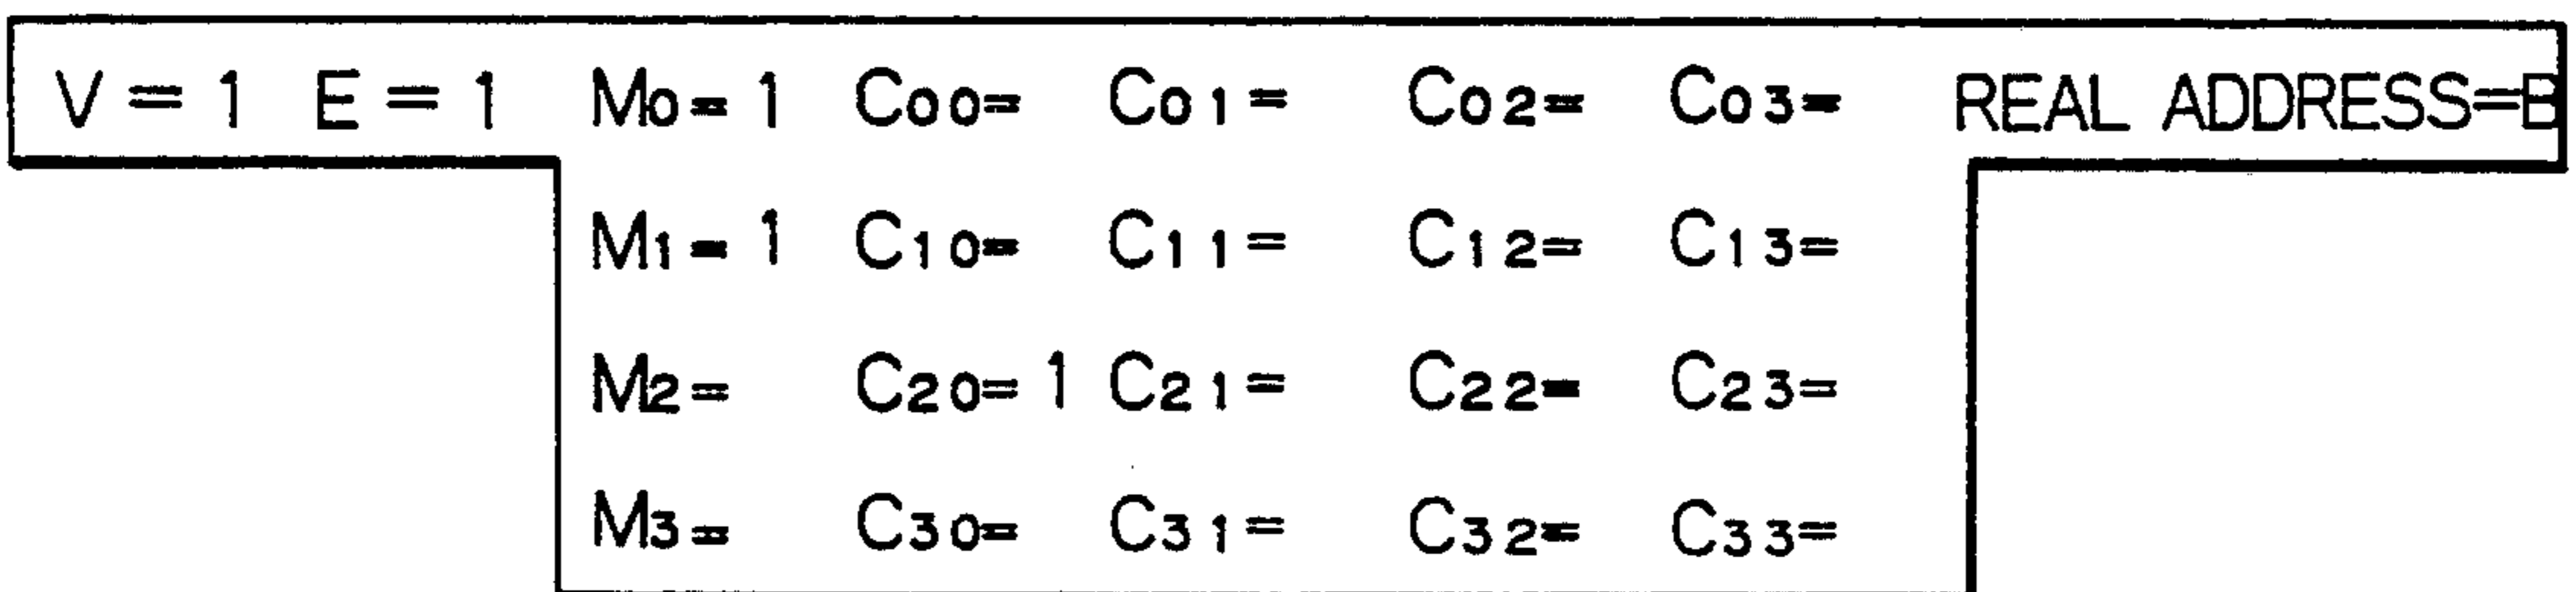 V=1 E=1 M0=1 C00= C01= C02= C03= REAL ADDRESS=B
M1=1 C10= C11= C12= C13=
M2= C20=1 C21= C22= C23=
M3= C30= C31= C32= C33=